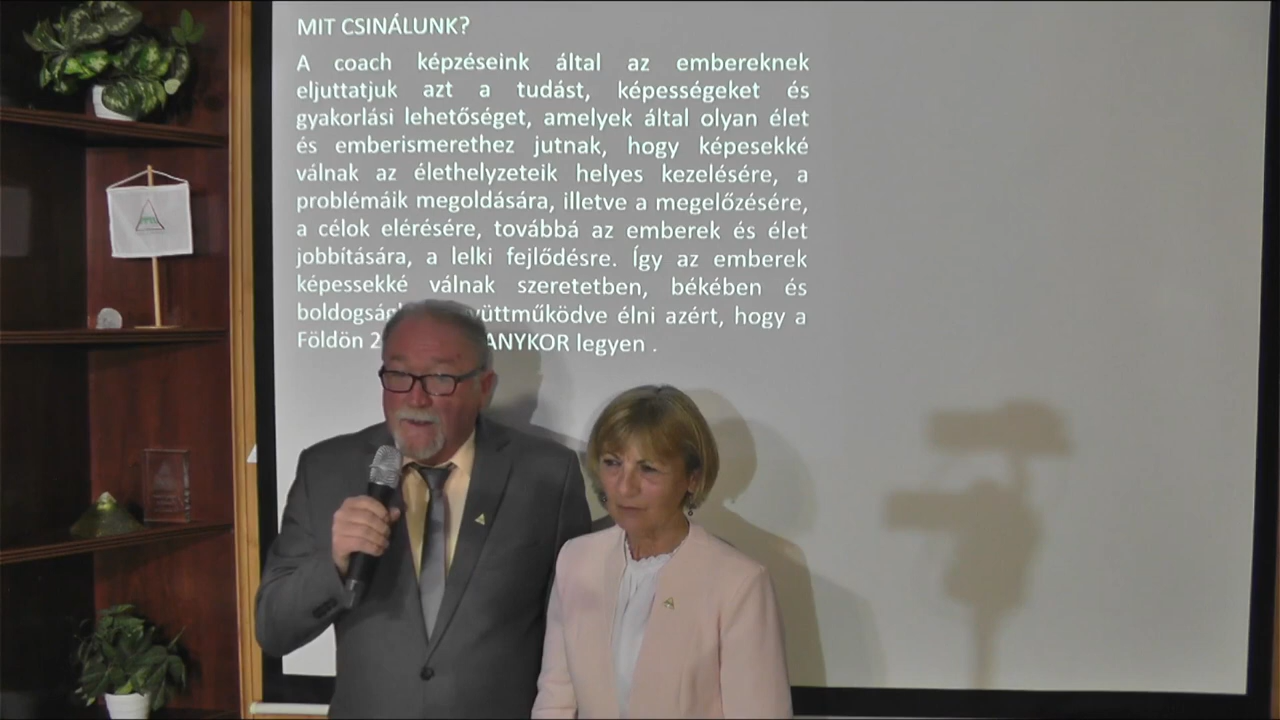 MIT CSINÁLUNK?
A coach képzéseink által az embereknek
eljuttatjuk azt a tudást, képességeket és
gyakorlási lehetőséget, amelyek által olyan élet
és emberismerethez jutnak, hogy képesekké
válnak az élethelyzeteik helyes kezelésére, a
problémáik megoldására, illetve a megelőzésére,
a célok elérésére, továbbá az emberek és élet
jobbítására, a lelki fejlődésre. Így az emberek
képessekké válnak szeretetben, békében és
élni azért, hogy a
Földön legyen .